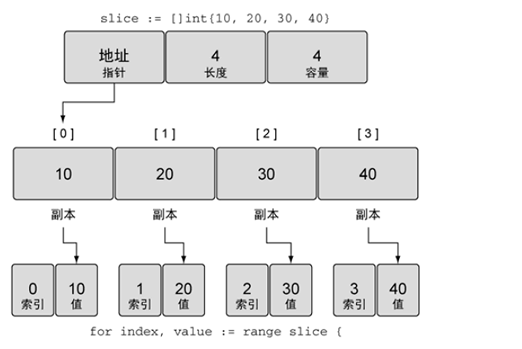 slice := []int{10, 20, 30, 40}
地址 4 4
指针 长度 容量
[0] [1] [2] [3]
10 20 30 40
副本 副本 副本 副本
0 10 1 20 2 30 3 40
索引 值 索引 值 索引 值 索引 值
for index, value := range slice {